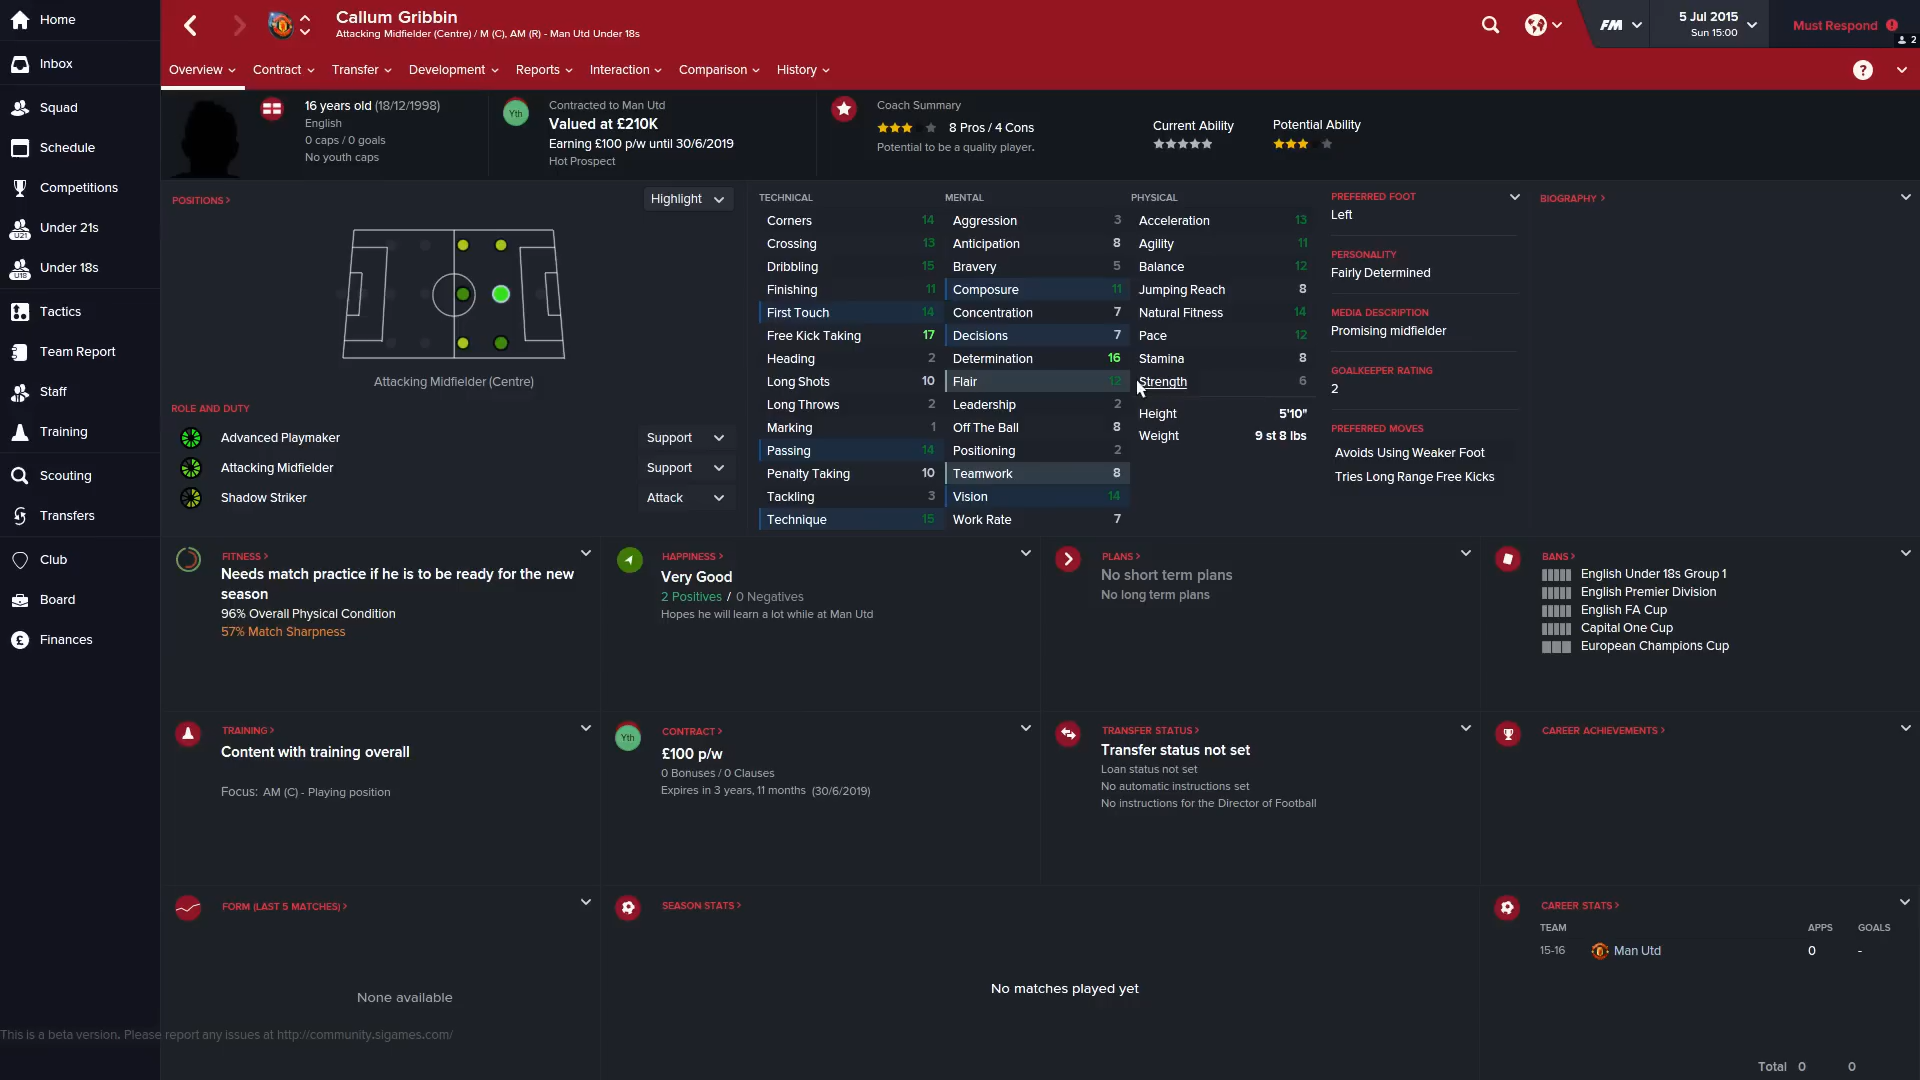 Home
Inbox
Squad
Schedule
Competitions
Under 21s
Under 18s
Tactics
Team Report
Staff
Training
Scouting
Transfers
Club
Board
Finances
Callum Gribbin
Attacking Midfielder (Centre) / M (C), AM (R) - Man Utd Under 18s
FM
5 Jul 2015
Sun 15:00
Must Respond
2
Overview Contract Transfer Development Reports Interaction Comparison History
?
16 years old (18/12/1998)
English
0 caps / 0 goals
No youth caps
Yth
Contracted to Man Utd
Valued at £210K
Earning £100 p/w until 30/6/2019
Hot Prospect
Coach Summary
8 Pros / 4 Cons
Potential to be a quality player.
Current Ability
Potential Ability
POSITIONS >
Highlight
Attacking Midfielder (Centre)
ROLE AND DUTY
Advanced Playmaker Support
Attacking Midfielder Support
Shadow Striker Attack
TECHNICAL
Corners 14
Crossing 13
Dribbling 15
Finishing 11
First Touch 14
Free Kick Taking 17
Heading 2
Long Shots 10
Long Throws 2
Marking 1
Passing 14
Penalty Taking 10
Tackling 3
Technique 15
MENTAL
Aggression 3
Anticipation 8
Bravery 5
Composure 11
Concentration 7
Decisions 7
Determination 16
Flair 12
Leadership 2
Off The Ball 8
Positioning 2
Teamwork 8
Vision 14
Work Rate 7
PHYSICAL
Acceleration 13
Agility 11
Balance 12
Jumping Reach 8
Natural Fitness 14
Pace 12
Stamina 8
Strength 6
Height 5'10"
Weight 9 st 8 lbs
PREFERRED FOOT
Left
PERSONALITY
Fairly Determined
MEDIA DESCRIPTION
Promising midfielder
GOALKEEPER RATING
2
PREFERRED MOVES
Avoids Using Weaker Foot
Tries Long Range Free Kicks
BIOGRAPHY >
FITNESS >
Needs match practice if he is to be ready for the new
season
96% Overall Physical Condition
57% Match Sharpness
HAPPINESS >
Very Good
2 Positives / 0 Negatives
Hopes he will learn a lot while at Man Utd
PLANS >
No short term plans
No long term plans
BANS >
English Under 18s Group 1
English Premier Division
English FA Cup
Capital One Cup
European Champions Cup
TRAINING >
Content with training overall
Focus: AM (C) - Playing position
Yth
CONTRACT >
£100 p/w
0 Bonuses / 0 Clauses
Expires in 3 years, 11 months (30/6/2019)
TRANSFER STATUS >
Transfer status not set
Loan status not set
No automatic instructions set
No instructions for the Director of Football
CAREER ACHIEVEMENTS >
FORM (LAST 5 MATCHES) >
None available
SEASON STATS >
No matches played yet
CAREER STATS >
TEAM APPS GOALS
15-16 Man Utd 0 -
Total 0 0
This is a beta version. Please report any issues at http://community.sigames.com/